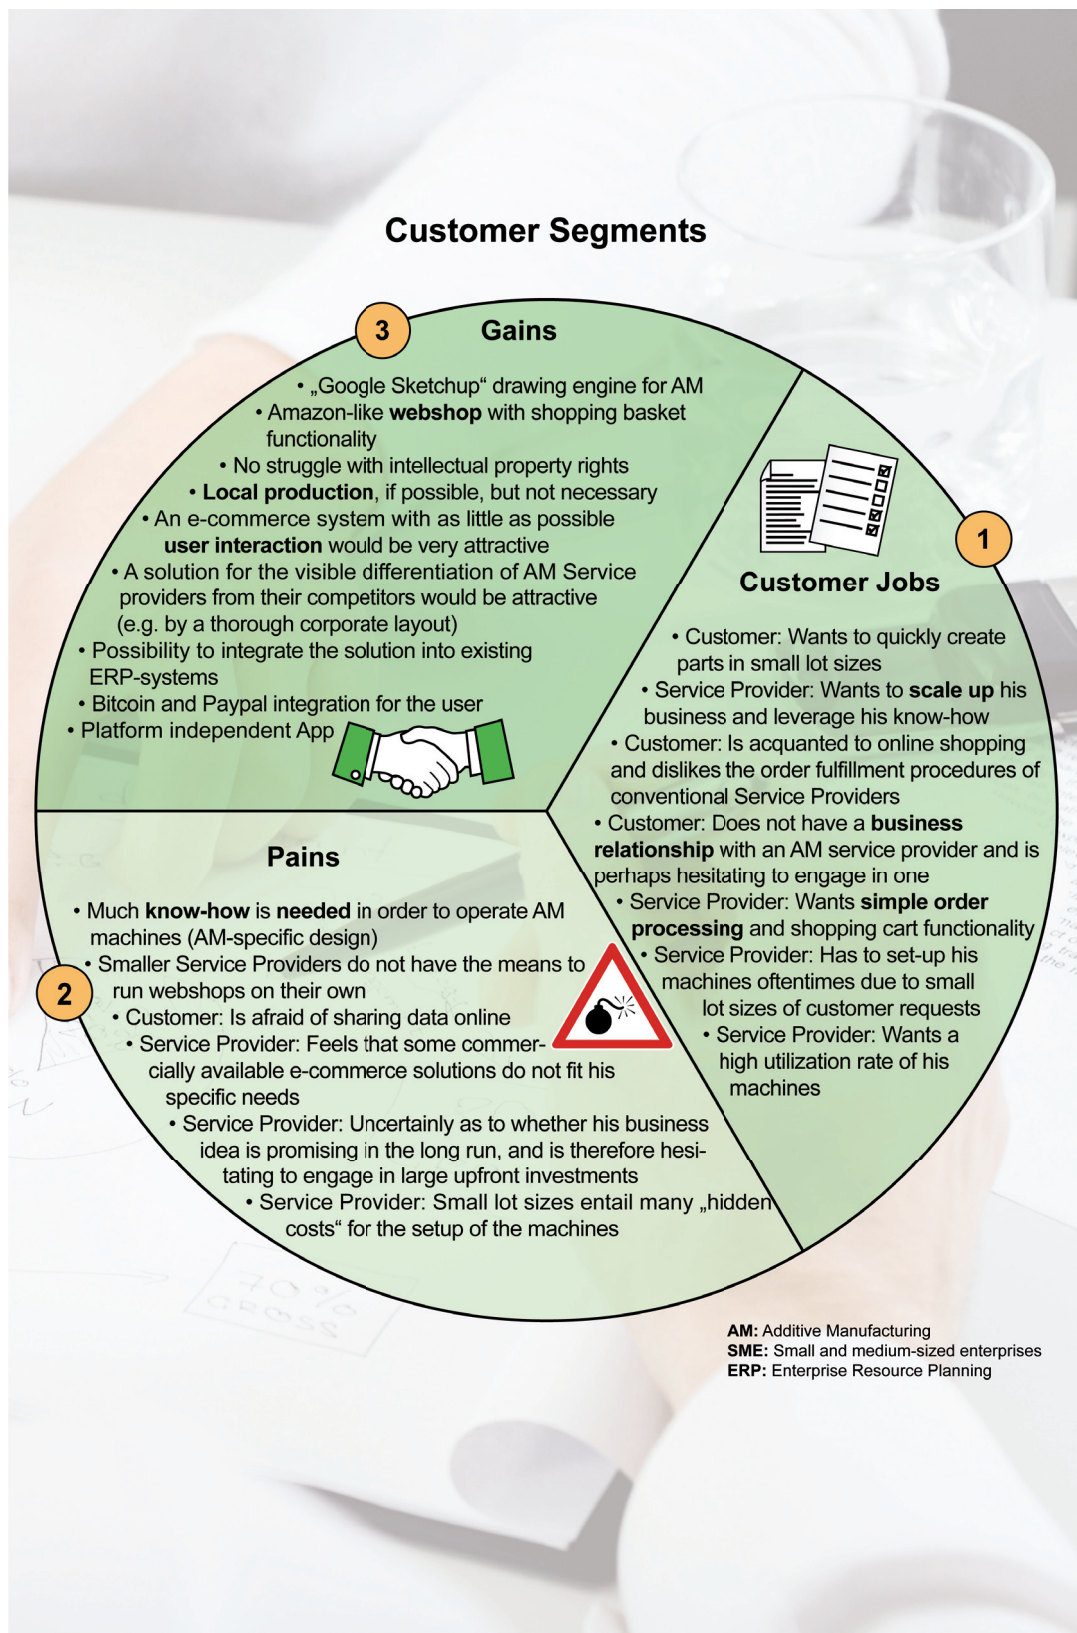 Customer Segments
3
Gains
• „Google Sketchup“ drawing engine for AM
• Amazon-like webshop with shopping basket
functionality
• No struggle with intellectual property rights
• Local production, if possible, but not necessary
• An e-commerce system with as little as possible
user interaction would be very attractive
• A solution for the visible differentiation of AM Service
providers from their competitors would be attractive
(e.g. by a thorough corporate layout)
• Possibility to integrate the solution into existing
ERP-systems
• Bitcoin and Paypal integration for the user
• Platform independent App
1
Customer Jobs
• Customer: Wants to quickly create
parts in small lot sizes
• Service Provider: Wants to scale up his
business and leverage his know-how
• Customer: Is acquanted to online shopping
and dislikes the order fulfillment procedures of
conventional Service Providers
• Customer: Does not have a business
relationship with an AM service provider and is
perhaps hesitating to engage in one
• Service Provider: Wants simple order
processing and shopping cart functionality
• Service Provider: Has to set-up his
machines oftentimes due to small
lot sizes of customer requests
• Service Provider: Wants a
high utilization rate of his
machines
2
Pains
• Much know-how is needed in order to operate AM
machines (AM-specific design)
• Smaller Service Providers do not have the means to
run webshops on their own
• Customer: Is afraid of sharing data online
• Service Provider: Feels that some commer-
cially available e-commerce solutions do not fit his
specific needs
• Service Provider: Uncertainly as to whether his business
idea is promising in the long run, and is therefore hesi-
tating to engage in large upfront investments
• Service Provider: Small lot sizes entail many „hidden
costs“ for the setup of the machines
70%
GROSS
AM: Additive Manufacturing
SME: Small and medium-sized enterprises
ERP: Enterprise Resource Planning